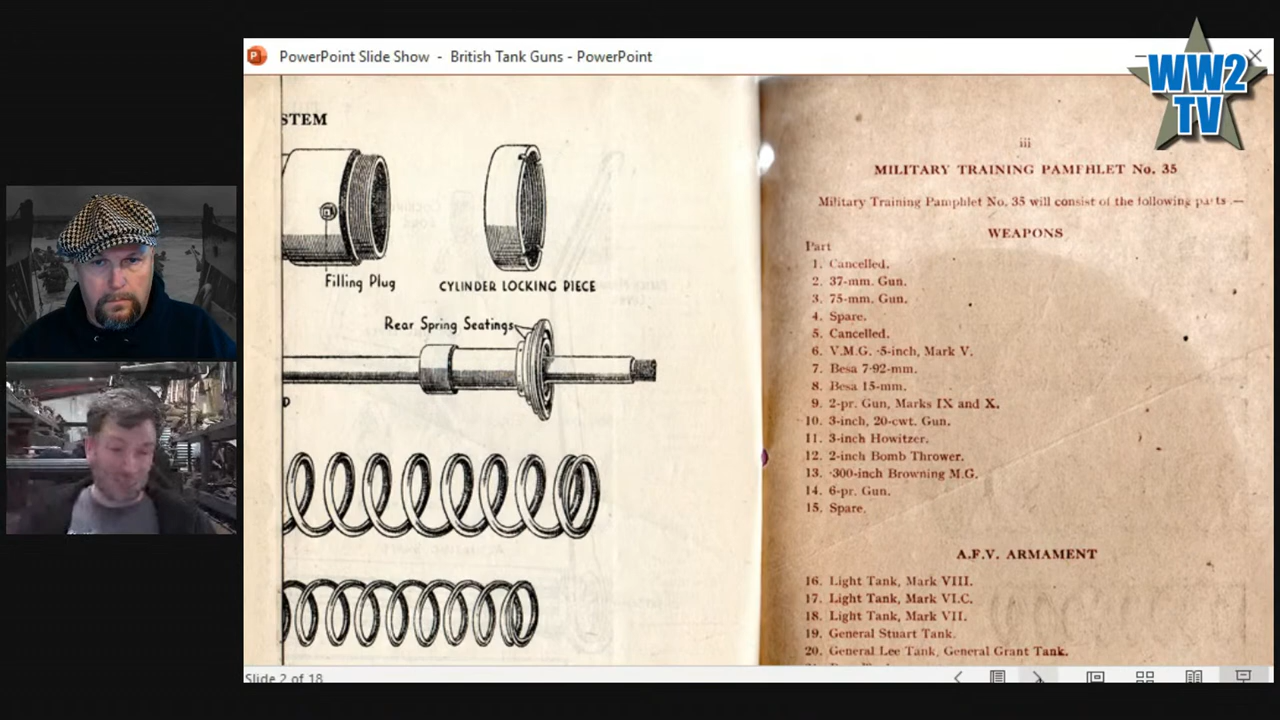 PowerPoint Slide Show - British Tank Guns - PowerPoint
WW2
TV
STEM
Filling Plug
CYLINDER LOCKING PIECE
Rear Spring Seatings
iii
MILITARY TRAINING PAMPHLET No. 35
Military Training Pamphlet No. 35 will consist of the following parts :—
WEAPONS
Part
1. Cancelled.
2. 37-mm. Gun.
3. 75-mm. Gun.
4. Spare.
5. Cancelled.
6. V.M.G. ·5-inch, Mark V.
7. Besa 7·92-mm.
8. Besa 15-mm.
9. 2-pr. Gun, Marks IX and X.
10. 3-inch, 20-cwt. Gun.
11. 3-inch Howitzer.
12. 2-inch Bomb Thrower.
13. ·300-inch Browning M.G.
14. 6-pr. Gun.
15. Spare.
A.F.V. ARMAMENT
16. Light Tank, Mark VIII.
17. Light Tank, Mark VI.C.
18. Light Tank, Mark VII.
19. General Stuart Tank.
20. General Lee Tank, General Grant Tank.
Slide 2 of 18